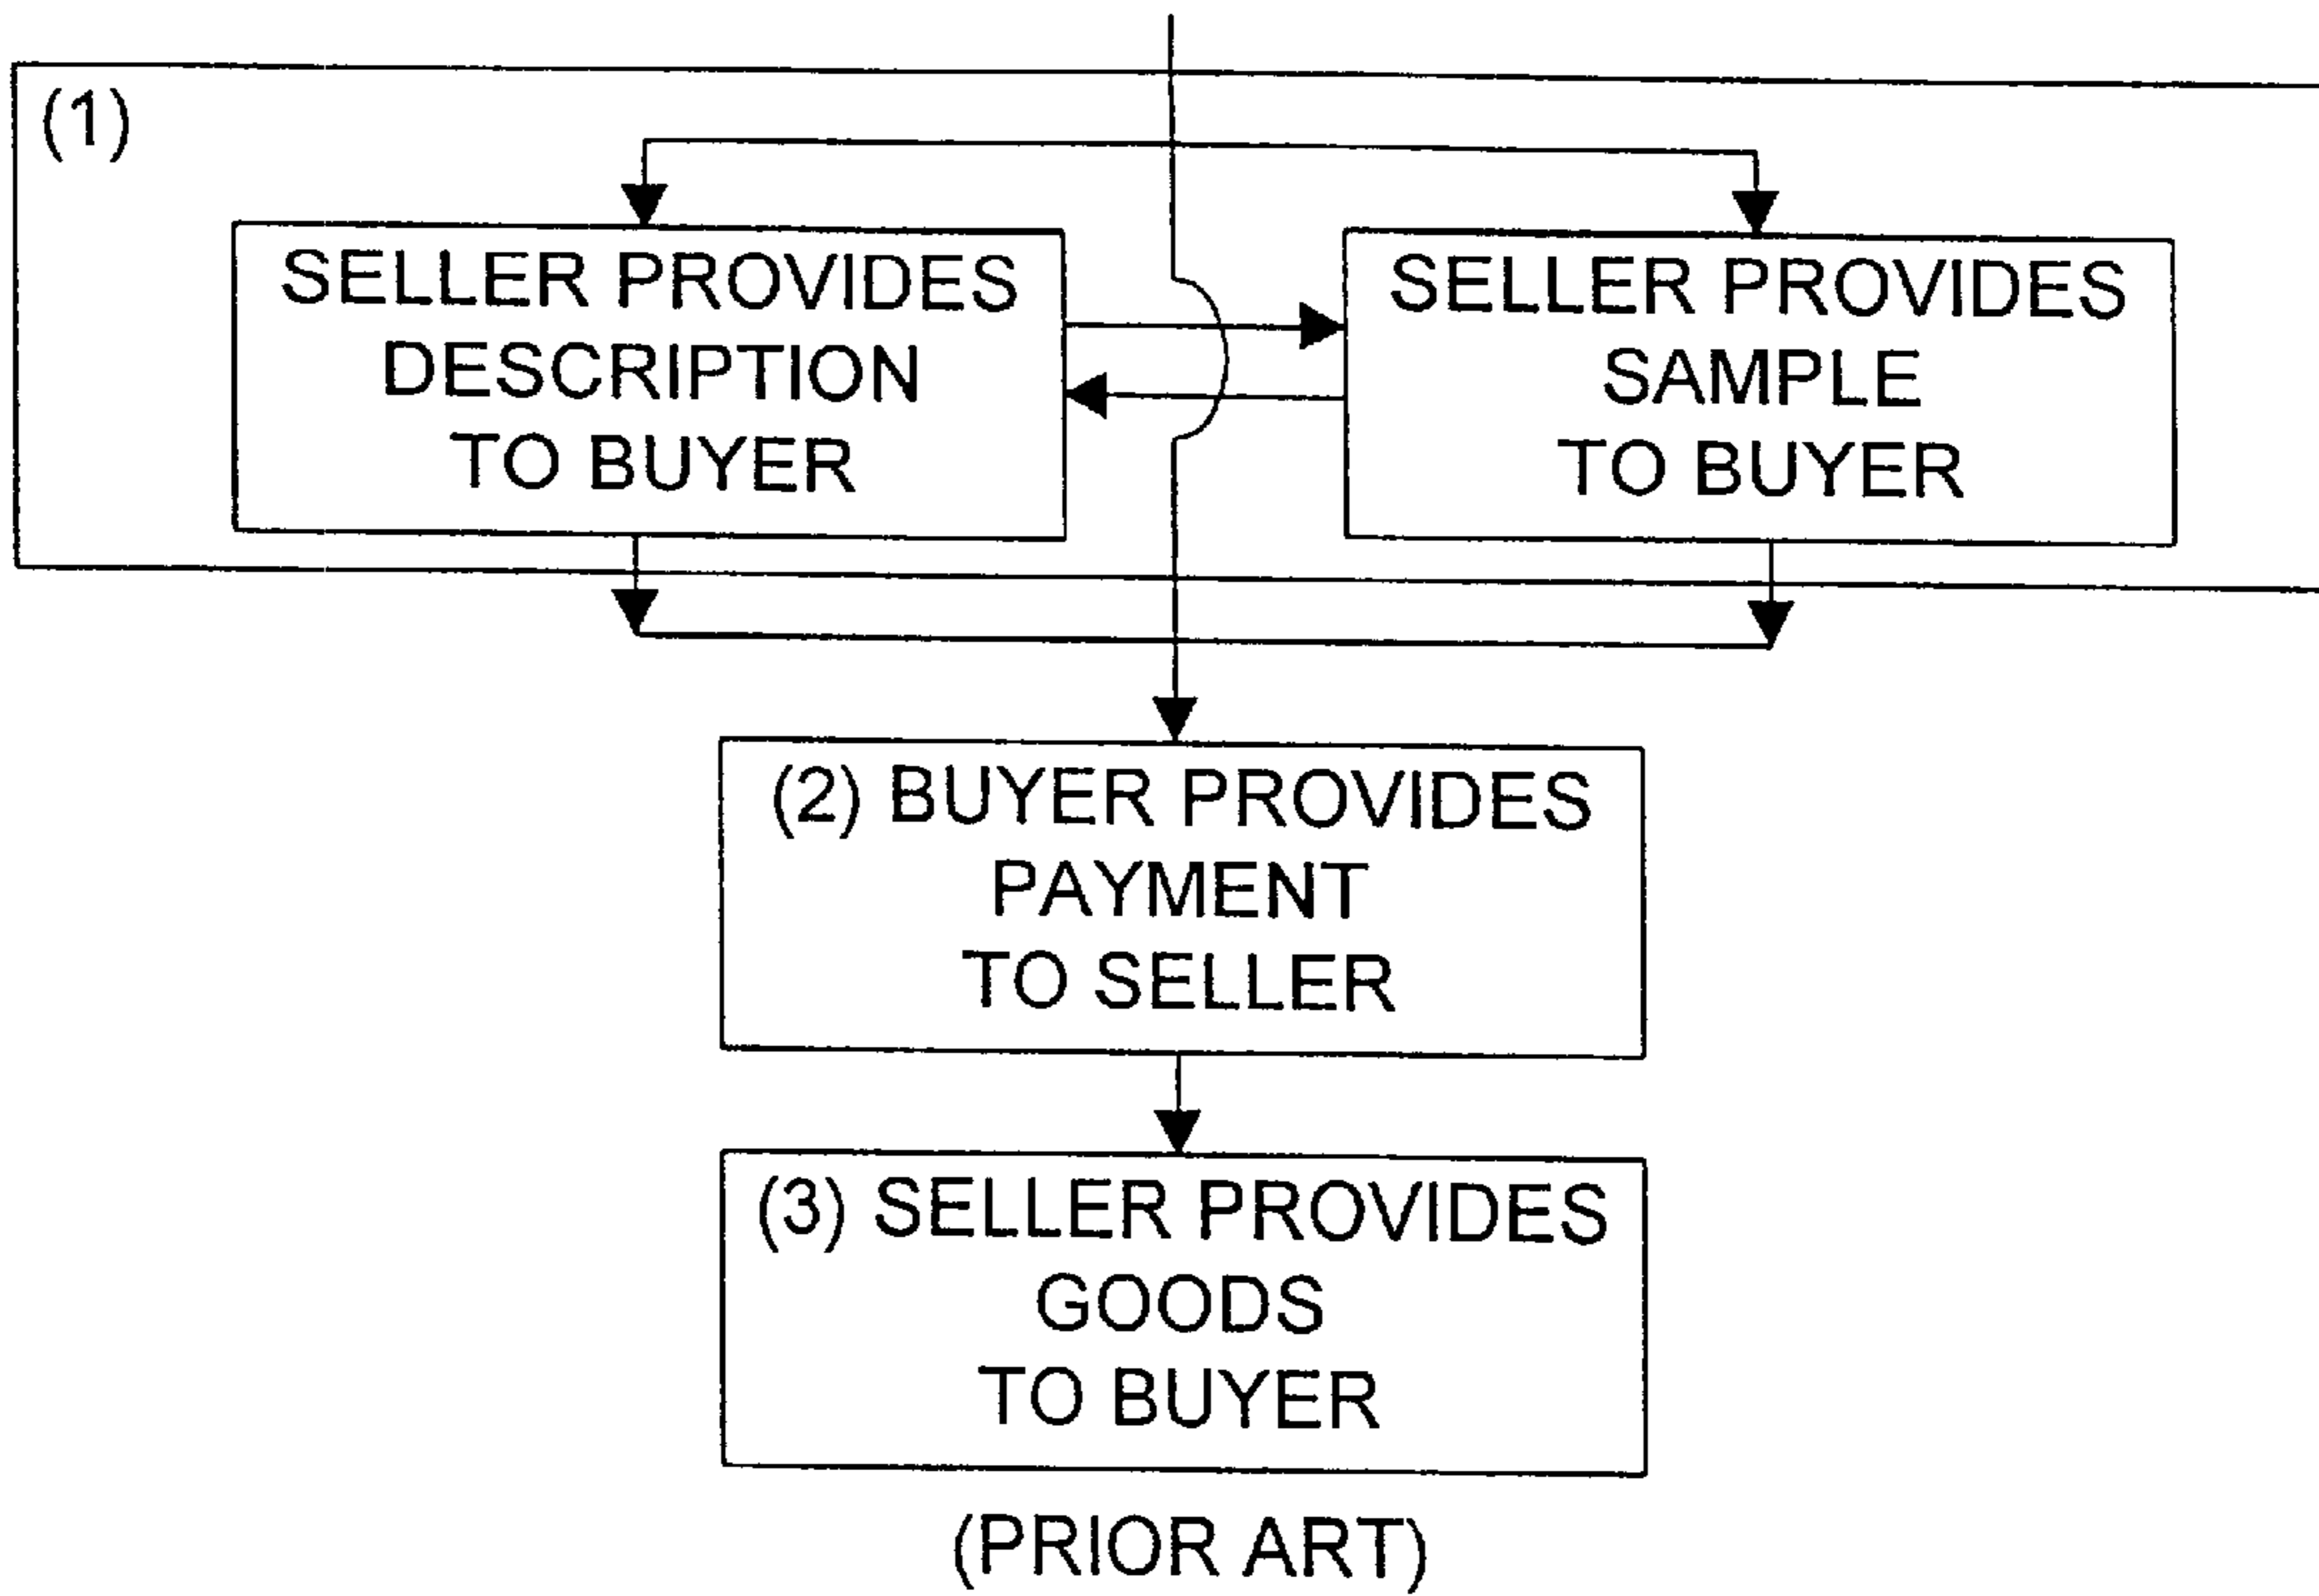 (1)
SELLER PROVIDES
DESCRIPTION
TO BUYER
SELLER PROVIDES
SAMPLE
TO BUYER
(2) BUYER PROVIDES
PAYMENT
TO SELLER
(3) SELLER PROVIDES
GOODS
TO BUYER
(PRIOR ART)